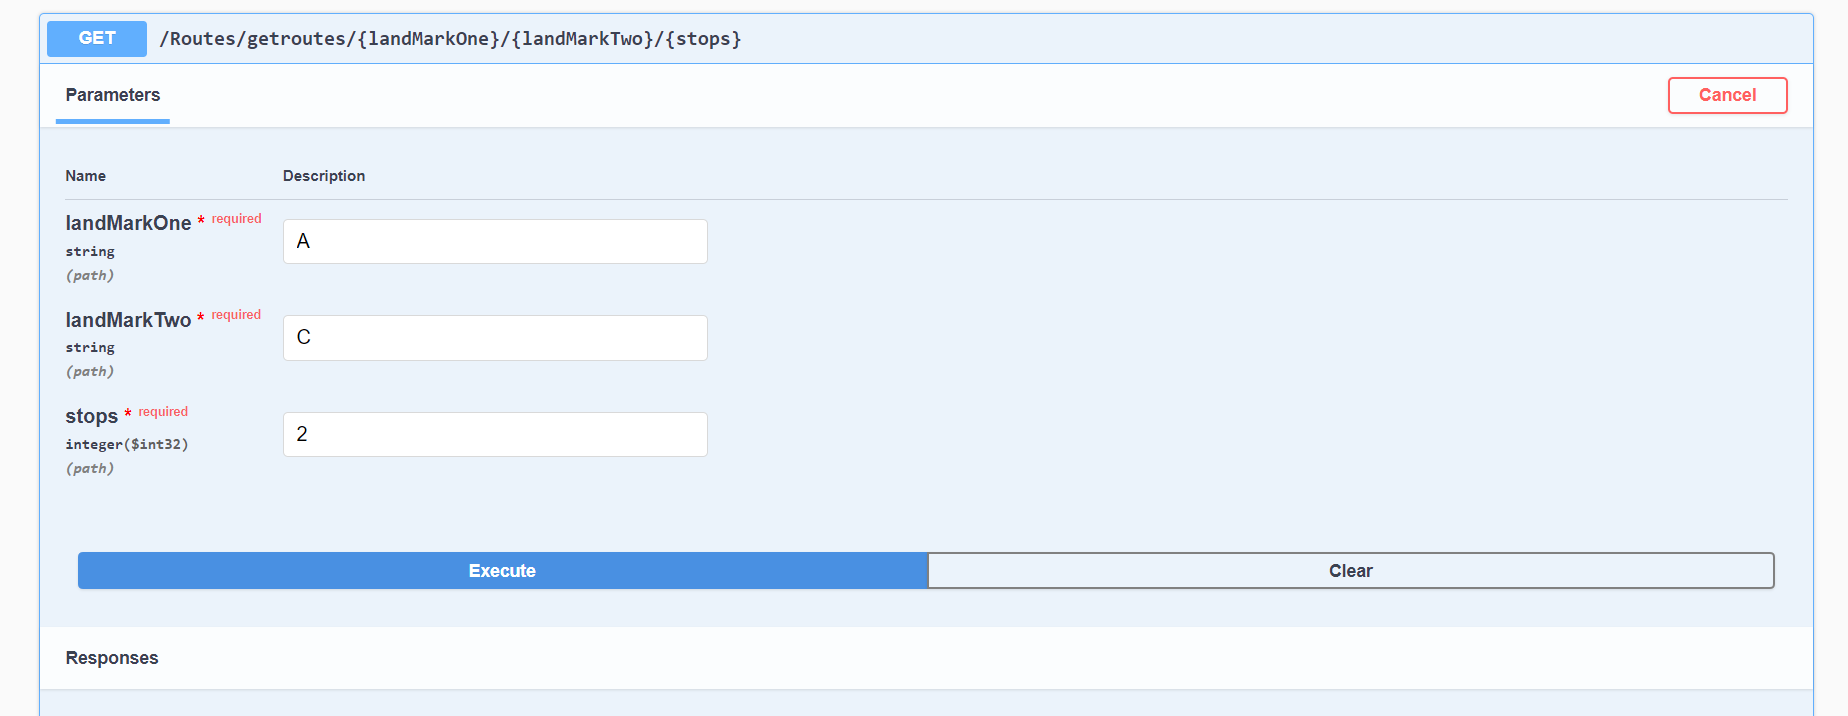 GET /Routes/getroutes/{landMarkOne}/{landMarkTwo}/{stops}
Parameters
Cancel
Name Description
landMarkOne * required
string
(path)
A
landMarkTwo * required
string
(path)
C
stops * required
integer($int32)
(path)
2
Execute Clear
Responses